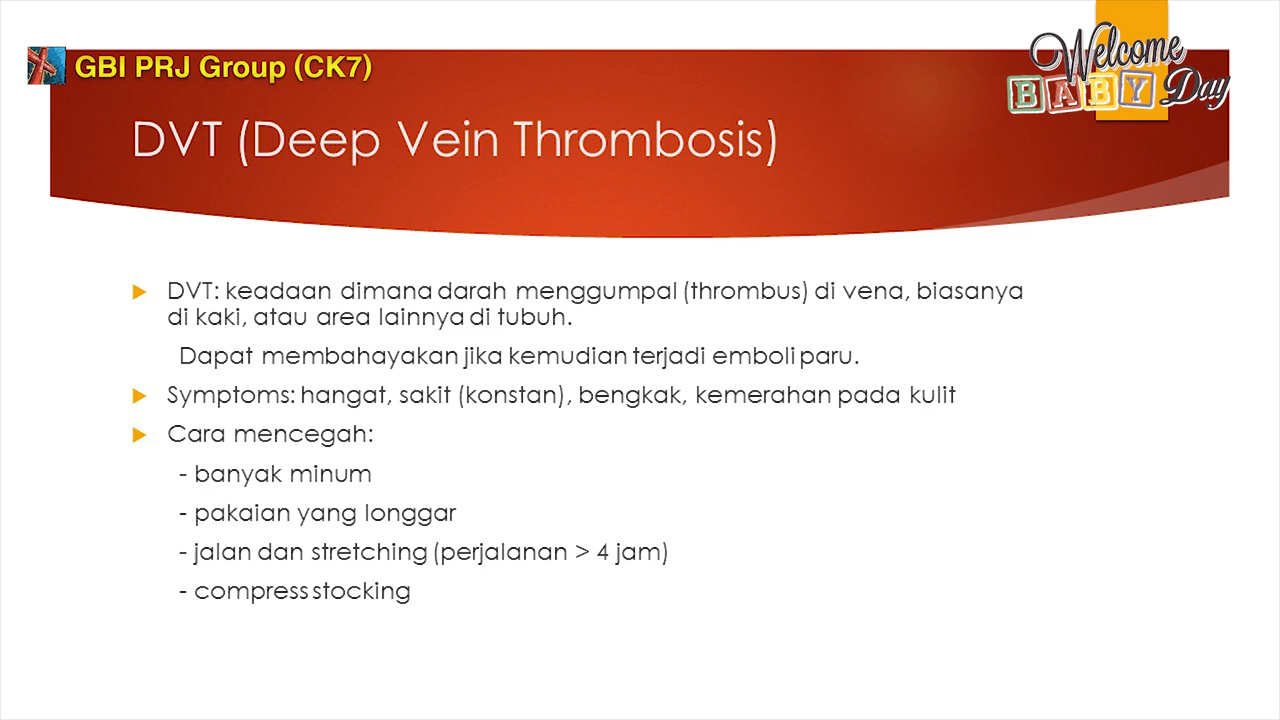 GBI PRJ Group (CK7)
Welcome
BABY Day
DVT (Deep Vein Thrombosis)
DVT: keadaan dimana darah menggumpal (thrombus) di vena, biasanya
di kaki, atau area lainnya di tubuh.
Dapat membahayakan jika kemudian terjadi emboli paru.
Symptoms: hangat, sakit (konstan), bengkak, kemerahan pada kulit
Cara mencegah:
- banyak minum
- pakaian yang longgar
- jalan dan stretching (perjalanan > 4 jam)
- compress stocking